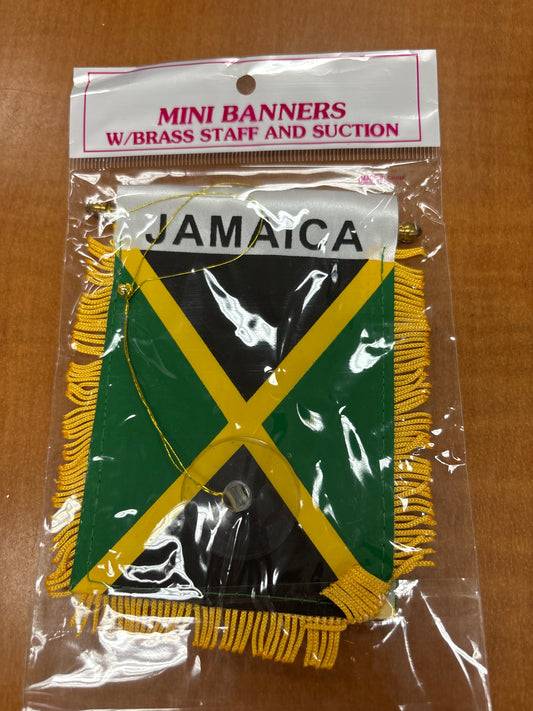 MINI BANNERS
W/BRASS STAFF AND SUCTION
JAMAICA